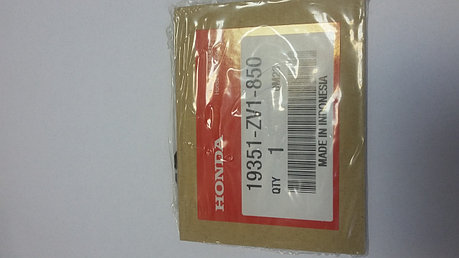 HONDA
19351-ZV1-850
QTY 1
MADE IN INDONESIA